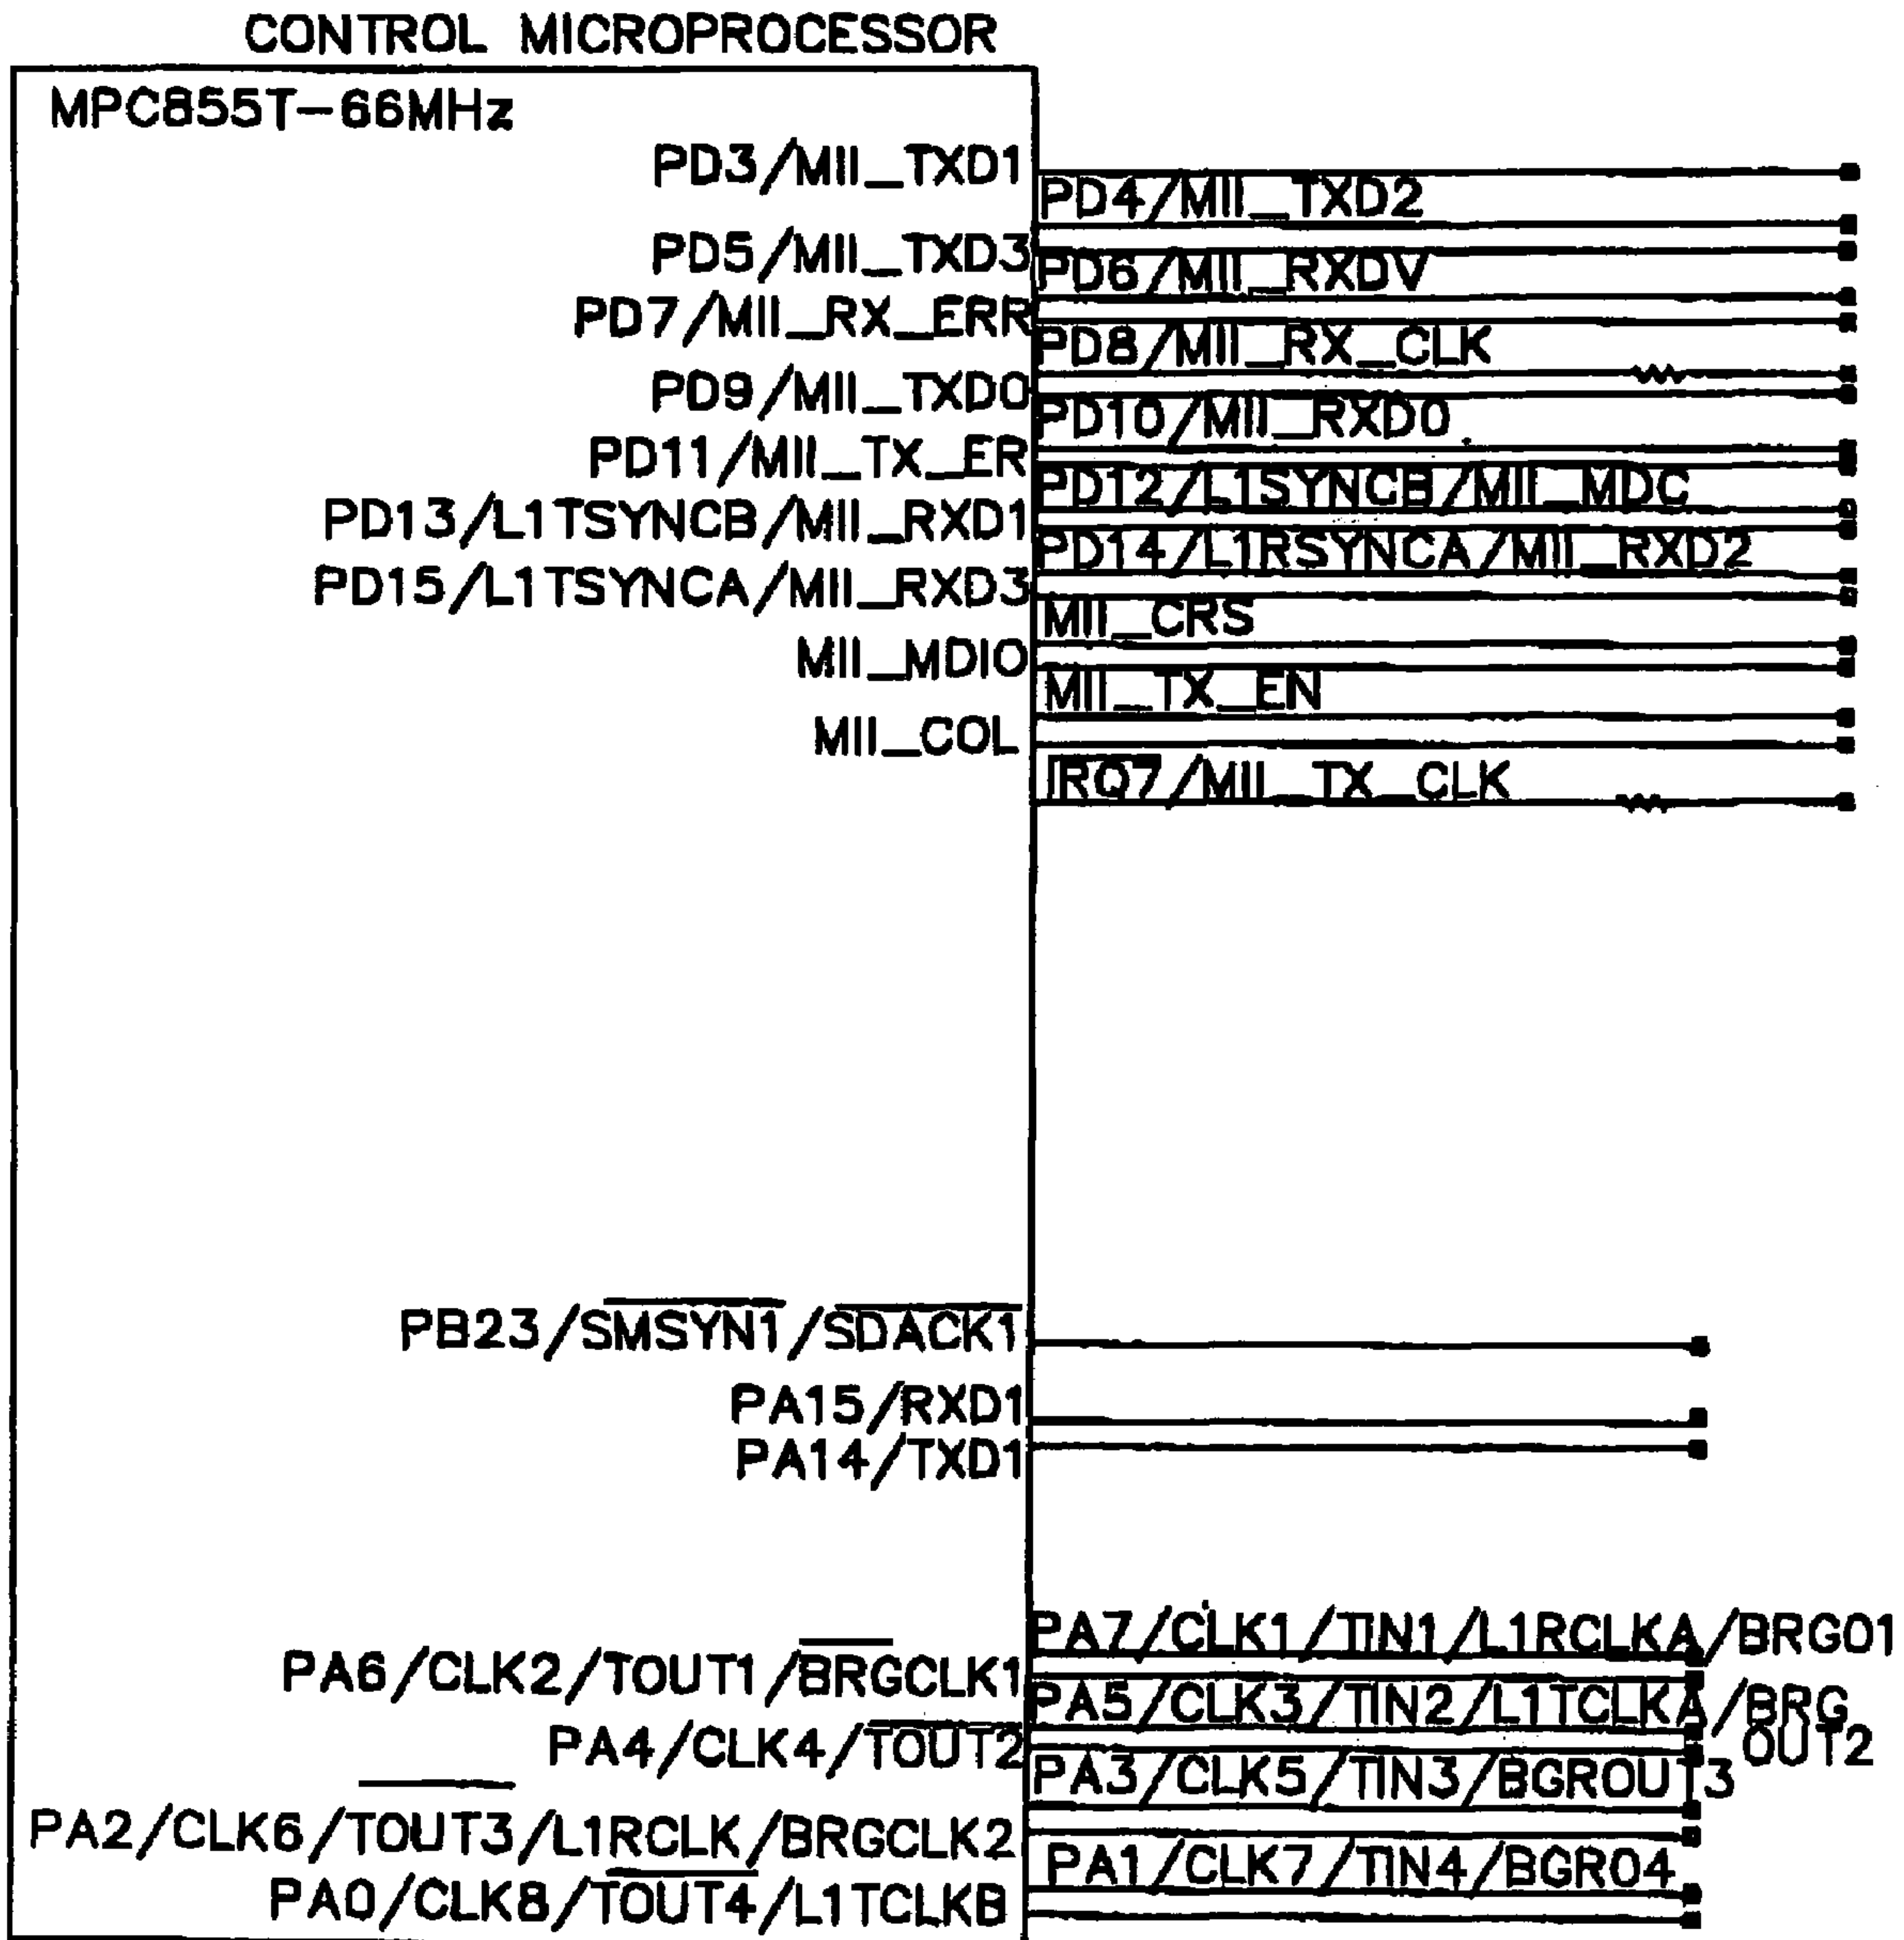 CONTROL MICROPROCESSOR
MPC855T-66MHz
PD3/MII_TXD1
PD4/MII_TXD2
PD5/MII_TXD3
PD6/MII_RXDV
PD7/MII_RX_ERR
PD8/MII_RX_CLK
PD9/MII_TXD0
PD10/MII_RXD0
PD11/MII_TX_ER
PD12/L1SYNCB/MII_MDC
PD13/L1TSYNCB/MII_RXD1
PD14/L1RSYNCA/MII_RXD2
PD15/L1TSYNCA/MII_RXD3
MII_CRS
MII_MDIO
MII_TX_EN
MII_COL
IRQ7/MII_TX_CLK
PB23/SMSYN1/SDACK1
PA15/RXD1
PA14/TXD1
PA7/CLK1/TIN1/L1RCLKA/BRGO1
PA6/CLK2/TOUT1/BRGCLK1
PA5/CLK3/TIN2/L1TCLKA/BRG
OUT2
PA4/CLK4/TOUT2
PA3/CLK5/TIN3/BGROUT3
PA2/CLK6/TOUT3/L1RCLK/BRGCLK2
PA1/CLK7/TIN4/BGRO4
PA0/CLK8/TOUT4/L1TCLKB